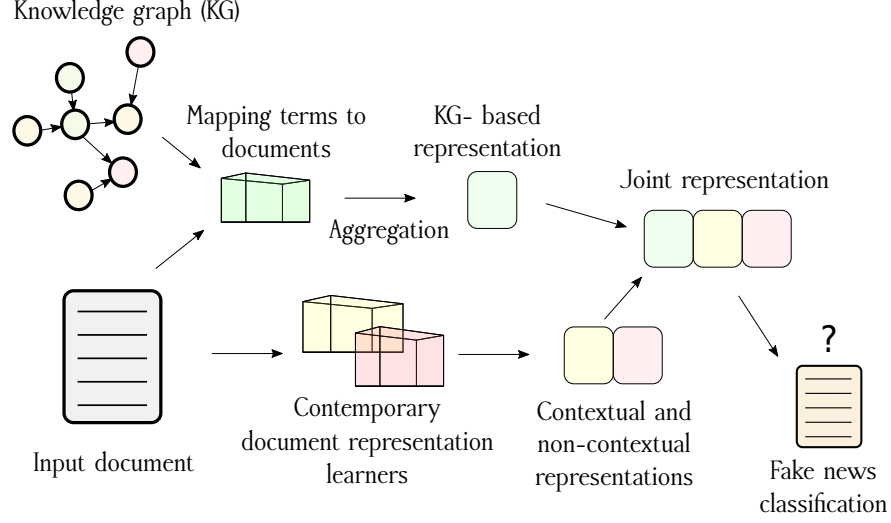 Knowledge graph (KG)
Mapping terms to
documents
KG- based
representation
Aggregation
Joint representation
Input document
Contemporary
document representation
learners
Contextual and
non-contextual
representations
?
Fake news
classification